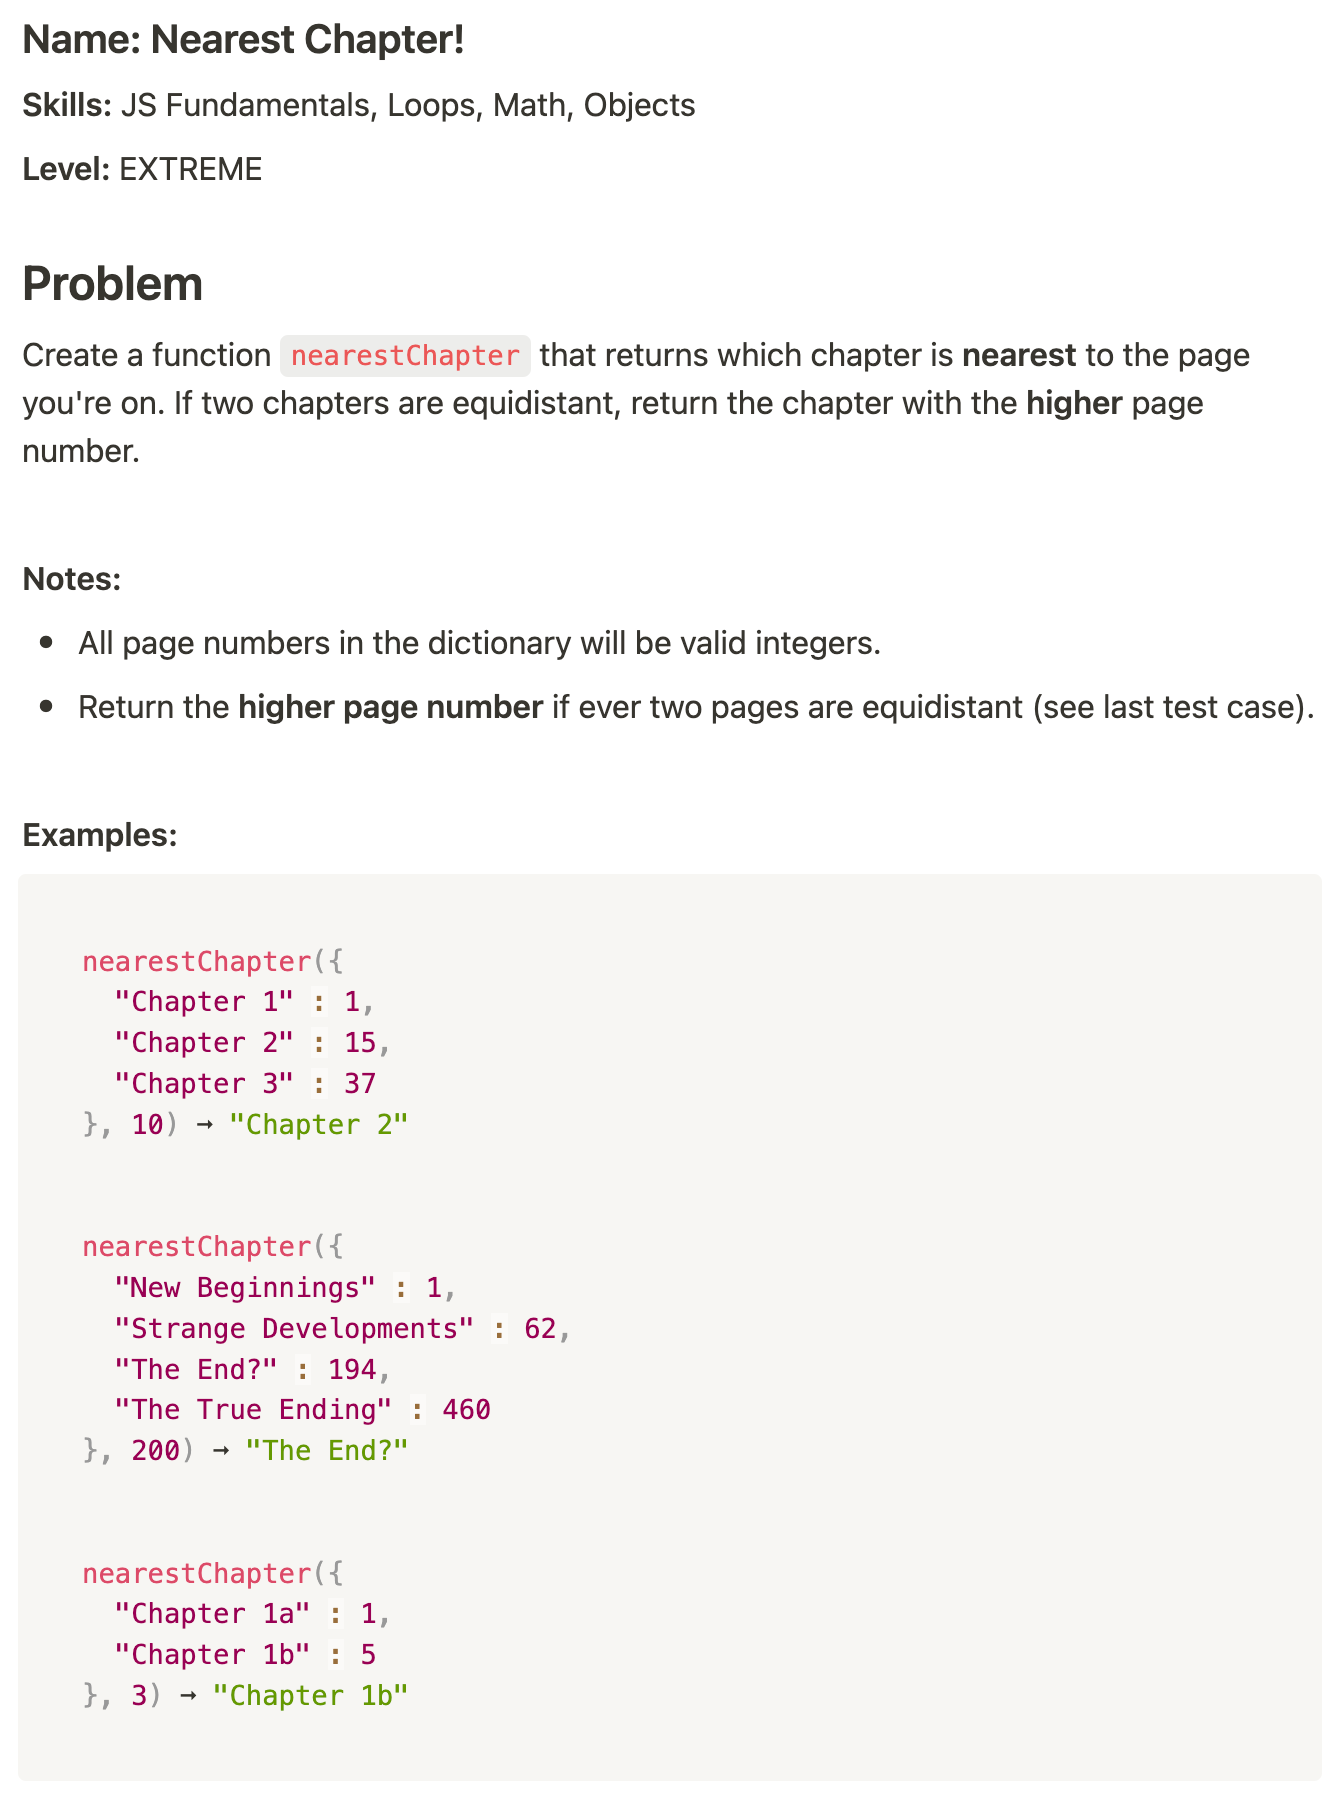 Name: Nearest Chapter!
Skills: JS Fundamentals, Loops, Math, Objects
Level: EXTREME
Problem
Create a function nearestChapter that returns which chapter is nearest to the page
you're on. If two chapters are equidistant, return the chapter with the higher page
number.
Notes:
• All page numbers in the dictionary will be valid integers.
• Return the higher page number if ever two pages are equidistant (see last test case).
Examples:
nearestChapter({
  "Chapter 1" : 1,
  "Chapter 2" : 15,
  "Chapter 3" : 37
}, 10) → "Chapter 2"
nearestChapter({
  "New Beginnings" : 1,
  "Strange Developments" : 62,
  "The End?" : 194,
  "The True Ending" : 460
}, 200) → "The End?"
nearestChapter({
  "Chapter 1a" : 1,
  "Chapter 1b" : 5
}, 3) → "Chapter 1b"